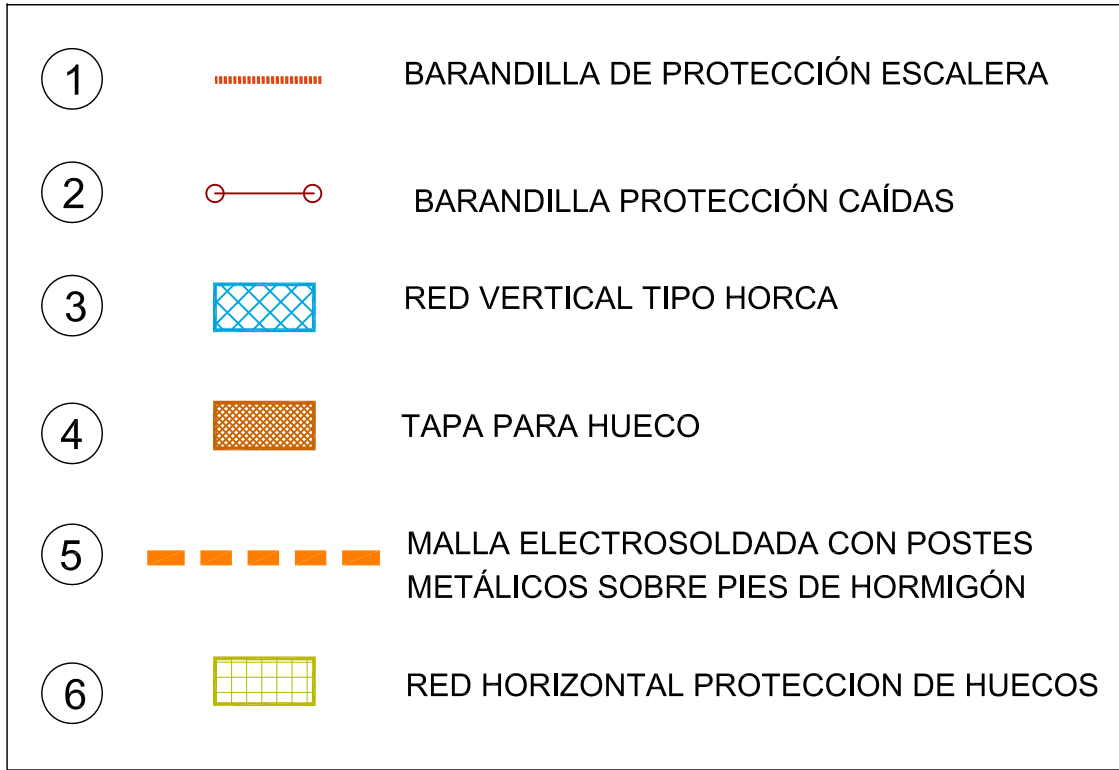 1 BARANDILLA DE PROTECCIÓN ESCALERA
2 BARANDILLA PROTECCIÓN CAÍDAS
3 RED VERTICAL TIPO HORCA
4 TAPA PARA HUECO
5 MALLA ELECTROSOLDADA CON POSTES
METÁLICOS SOBRE PIES DE HORMIGÓN
6 RED HORIZONTAL PROTECCION DE HUECOS